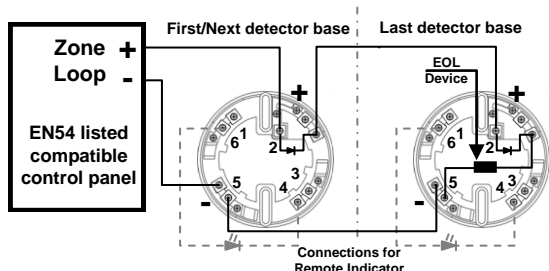 First/Next detector base
Last detector base
Zone +
Loop -
EN54 listed
compatible
control panel
EOL
Device
+
1
2
3
4
5
6
-
+
1
2
3
4
5
6
-
Connections for
Remote Indicator